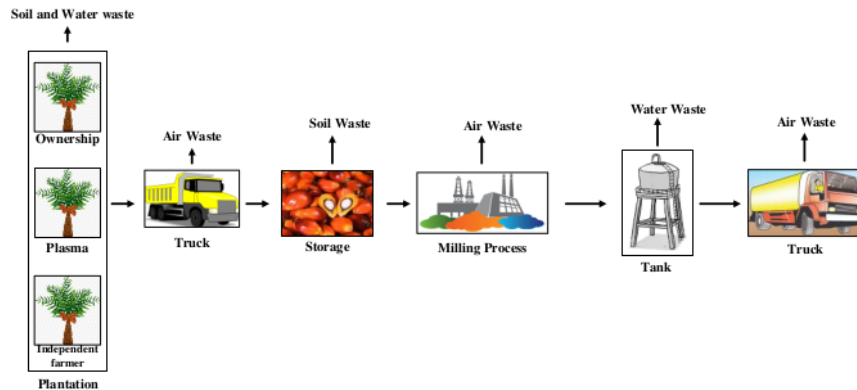 Soil and Water waste
Ownership
Plasma
Independent
farmer
Plantation
Air Waste
Truck
Soil Waste
Storage
Air Waste
Milling Process
Water Waste
Tank
Air Waste
Truck